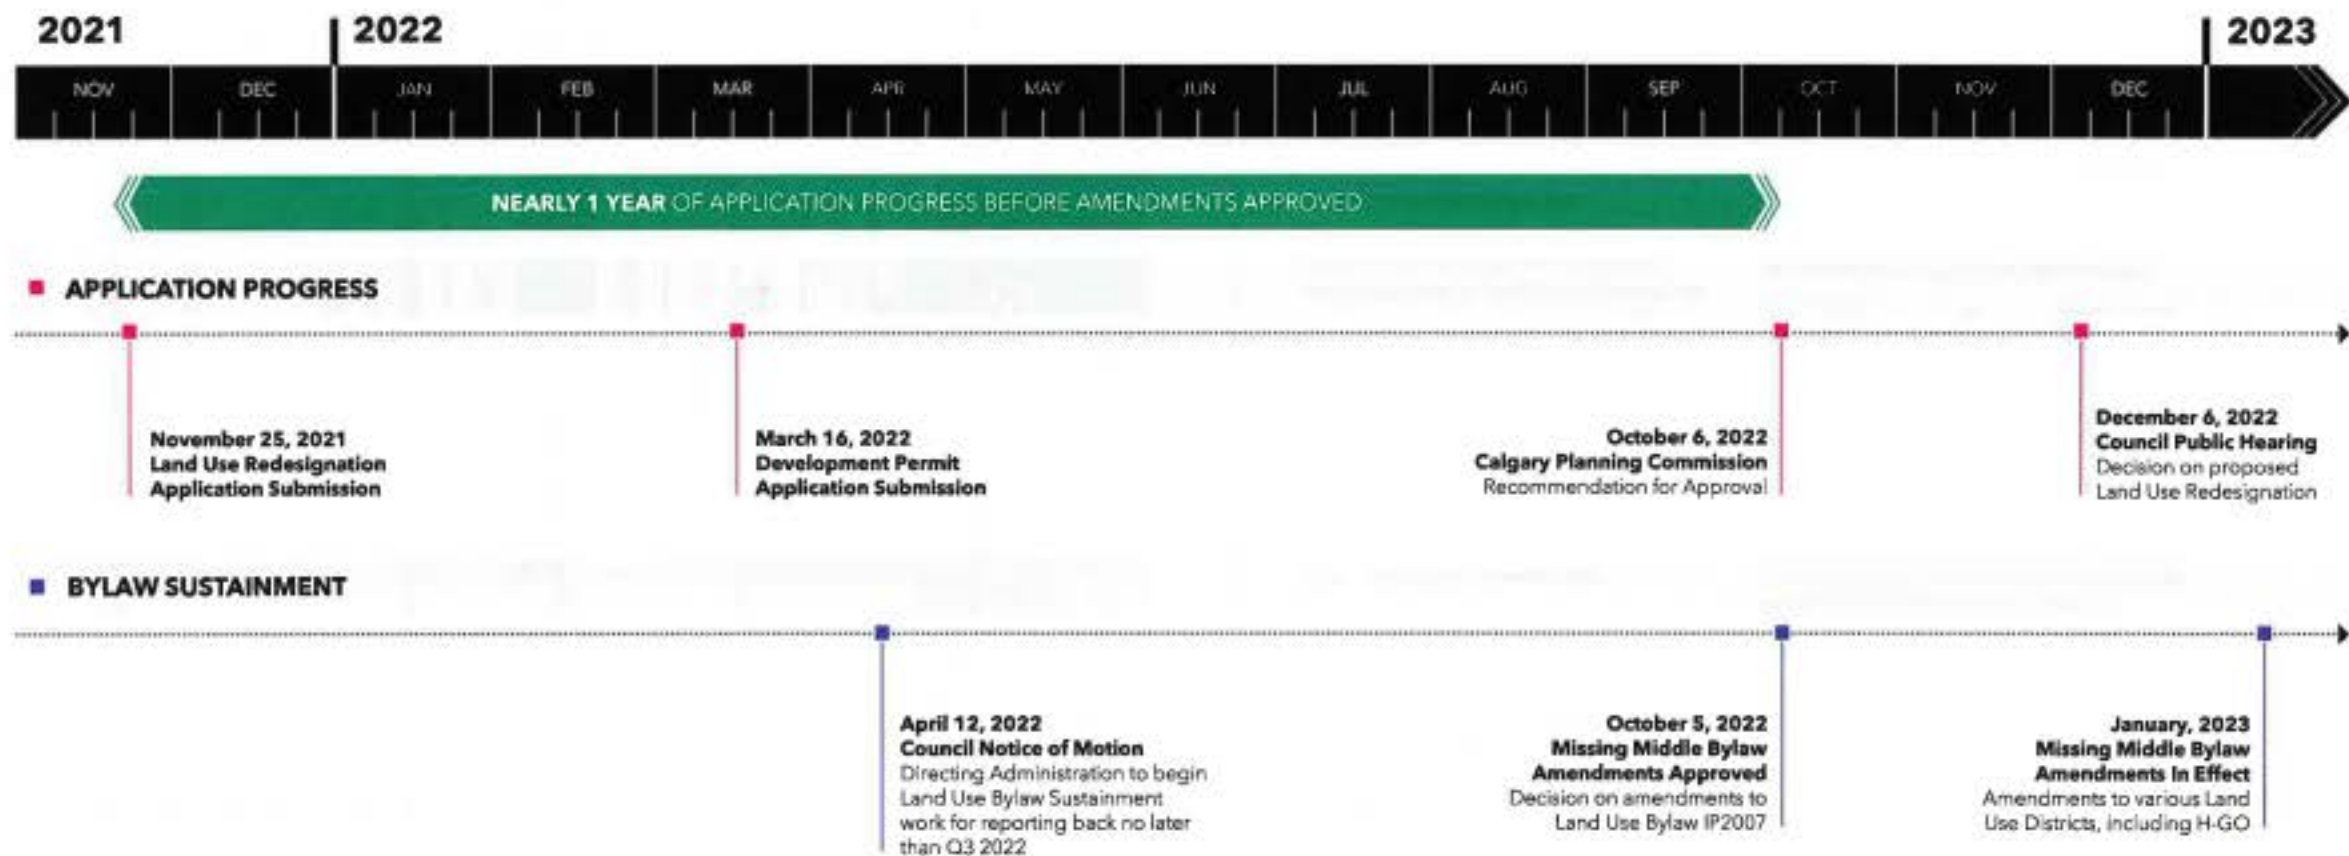 2021
2022
2023
NOV DEC JAN FEB MAR APR MAY JUN JUL AUG SEP OCT NOV DEC
NEARLY 1 YEAR OF APPLICATION PROGRESS BEFORE AMENDMENTS APPROVED
APPLICATION PROGRESS
November 25, 2021
Land Use Redesignation
Application Submission
March 16, 2022
Development Permit
Application Submission
October 6, 2022
Calgary Planning Commission
Recommendation for Approval
December 6, 2022
Council Public Hearing
Decision on proposed
Land Use Redesignation
BYLAW SUSTAINMENT
April 12, 2022
Council Notice of Motion
Directing Administration to begin
Land Use Bylaw Sustainment
work for reporting back no later
than Q3 2022
October 5, 2022
Missing Middle Bylaw
Amendments Approved
Decision on amendments to
Land Use Bylaw IP2007
January, 2023
Missing Middle Bylaw
Amendments In Effect
Amendments to various Land
Use Districts, including H-GO